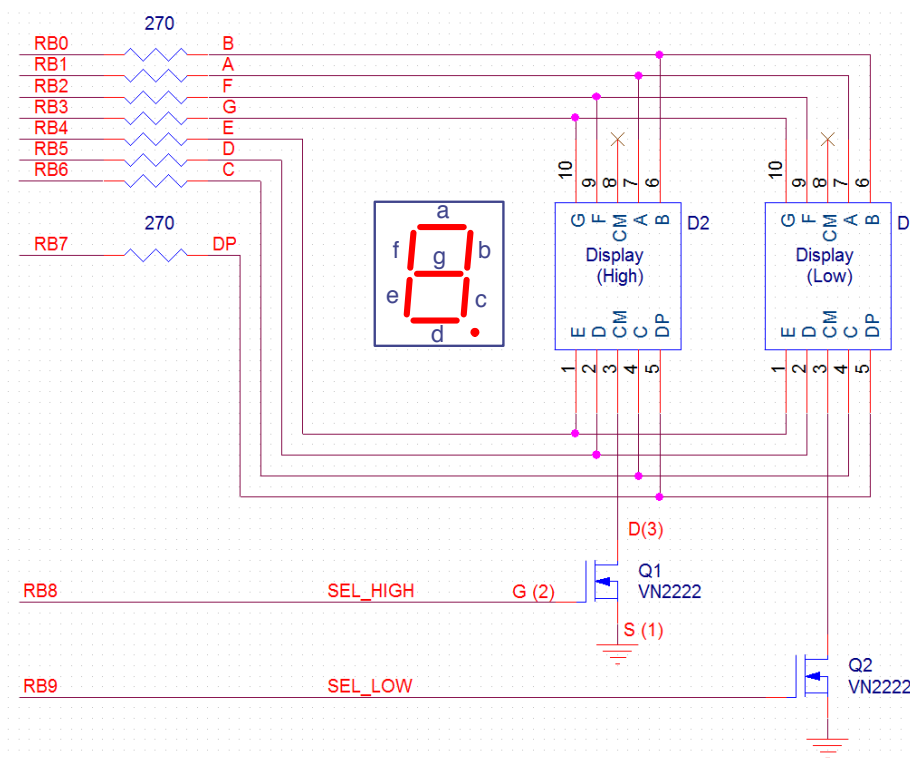 270
RB0 B
RB1 A
RB2 F
RB3 G
RB4 E
RB5 D
RB6 C
270
RB7 DP
a
f b
g
e c
d
10 9 8 7 6
G F CM A B
D2
Display
(High)
E D CM C DP
1 2 3 4 5
10 9 8 7 6
G F CM A B
D
Display
(Low)
E D CM C DP
1 2 3 4 5
D(3)
Q1
RB8 SEL_HIGH G (2) VN2222
S (1)
Q2
RB9 SEL_LOW VN2222